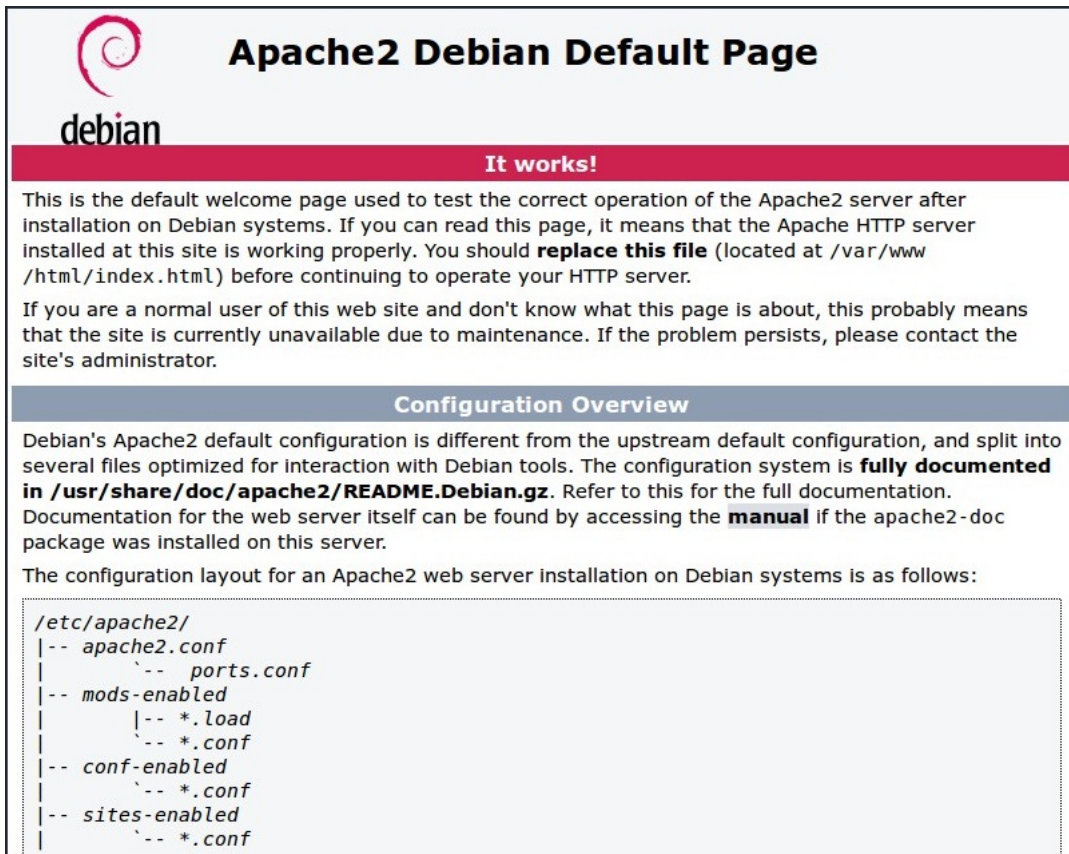 debian
Apache2 Debian Default Page
It works!
This is the default welcome page used to test the correct operation of the Apache2 server after
installation on Debian systems. If you can read this page, it means that the Apache HTTP server
installed at this site is working properly. You should replace this file (located at /var/www
/html/index.html) before continuing to operate your HTTP server.
If you are a normal user of this web site and don't know what this page is about, this probably means
that the site is currently unavailable due to maintenance. If the problem persists, please contact the
site's administrator.
Configuration Overview
Debian's Apache2 default configuration is different from the upstream default configuration, and split into
several files optimized for interaction with Debian tools. The configuration system is fully documented
in /usr/share/doc/apache2/README.Debian.gz. Refer to this for the full documentation.
Documentation for the web server itself can be found by accessing the manual if the apache2-doc
package was installed on this server.
The configuration layout for an Apache2 web server installation on Debian systems is as follows:
/etc/apache2/
|-- apache2.conf
|       `--  ports.conf
|-- mods-enabled
|       |-- *.load
|       `-- *.conf
|-- conf-enabled
|       `-- *.conf
|-- sites-enabled
|       `-- *.conf